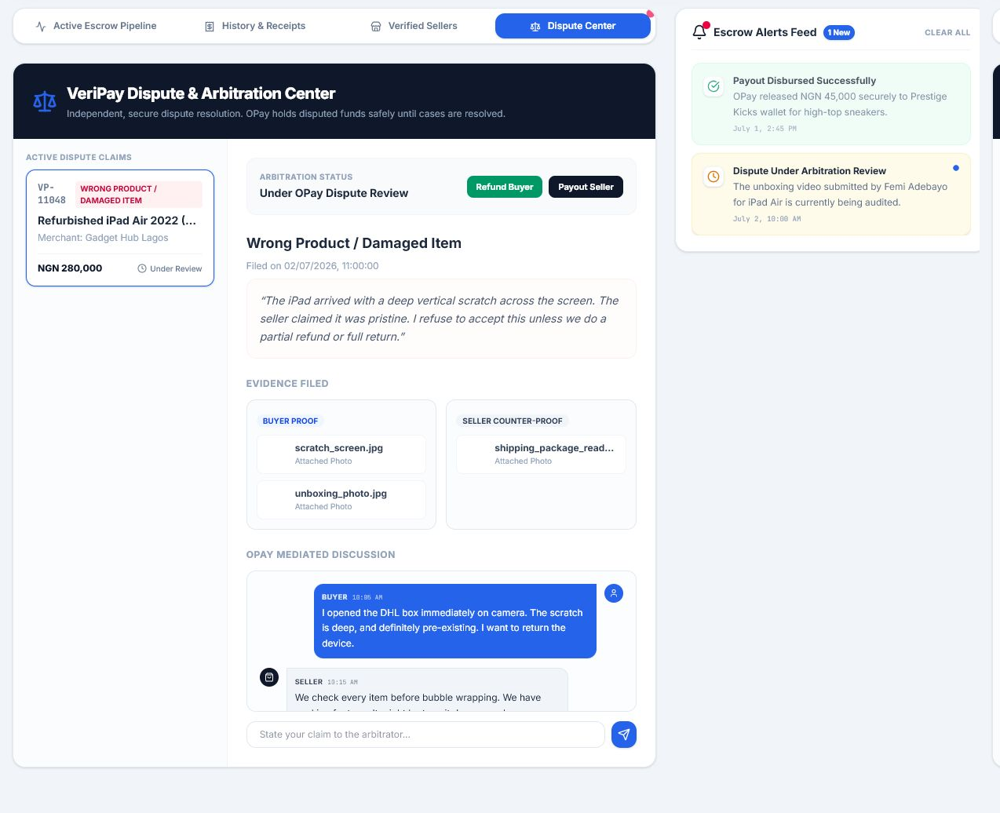 Active Escrow Pipeline
History & Receipts
Verified Sellers
Dispute Center
VeriPay Dispute & Arbitration Center
Independent, secure dispute resolution. OPay holds disputed funds safely until cases are resolved.
ACTIVE DISPUTE CLAIMS
VP-
11048
WRONG PRODUCT /
DAMAGED ITEM
Refurbished iPad Air 2022 (...
Merchant: Gadget Hub Lagos
NGN 280,000
Under Review
ARBITRATION STATUS
Under OPay Dispute Review
Refund Buyer
Payout Seller
Wrong Product / Damaged Item
Filed on 02/07/2026, 11:00:00
“The iPad arrived with a deep vertical scratch across the screen. The
seller claimed it was pristine. I refuse to accept this unless we do a
partial refund or full return.”
EVIDENCE FILED
BUYER PROOF
scratch_screen.jpg
Attached Photo
unboxing_photo.jpg
Attached Photo
SELLER COUNTER-PROOF
shipping_package_read...
Attached Photo
OPAY MEDIATED DISCUSSION
BUYER 10:05 AM
I opened the DHL box immediately on camera. The scratch
is deep, and definitely pre-existing. I want to return the
device.
SELLER 10:15 AM
We check every item before bubble wrapping. We have
State your claim to the arbitrator...
Escrow Alerts Feed
1 New
CLEAR ALL
Payout Disbursed Successfully
OPay released NGN 45,000 securely to Prestige
Kicks wallet for high-top sneakers.
July 1, 2:45 PM
Dispute Under Arbitration Review
The unboxing video submitted by Femi Adebayo
for iPad Air is currently being audited.
July 2, 10:00 AM